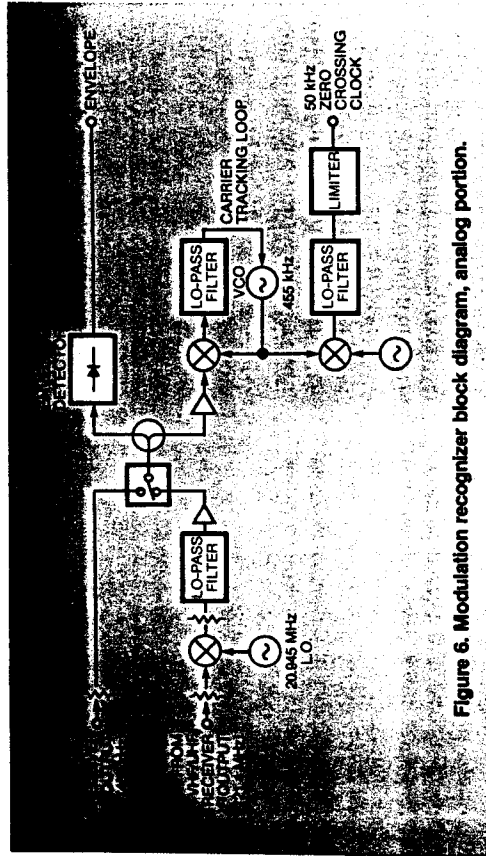 DETECTOR
ENVELOPE
LO-PASS
FILTER
CARRIER
TRACKING LOOP
VCO
455 kHz
FROM
RECEIVER
OUTPUT
20.945 MHz
L.O.
LO-PASS
FILTER
LO-PASS
FILTER
LIMITER
50 kHz
ZERO
CROSSING
CLOCK
Figure 6. Modulation recognizer block diagram, analog portion.